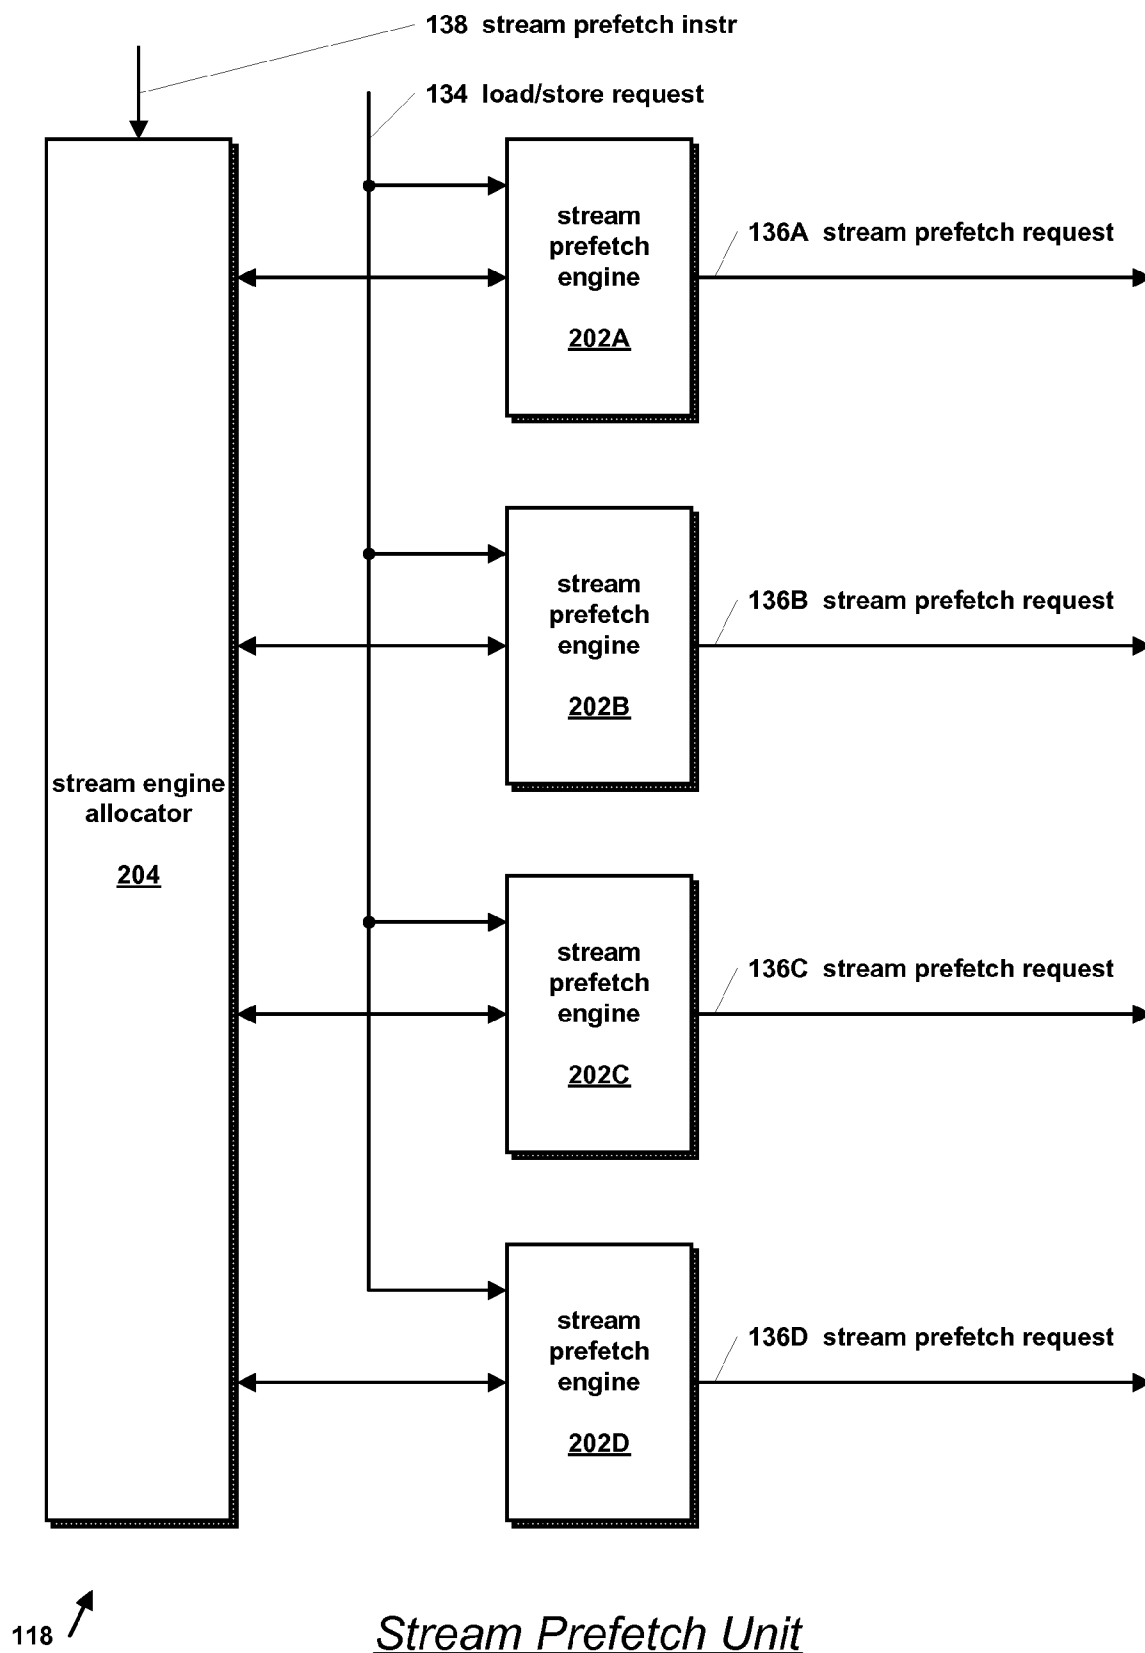 138 stream prefetch instr
134 load/store request
stream
prefetch
engine
202A
136A stream prefetch request
stream
prefetch
engine
202B
136B stream prefetch request
stream engine
allocator
204
stream
prefetch
engine
202C
136C stream prefetch request
stream
prefetch
engine
202D
136D stream prefetch request
118
Stream Prefetch Unit